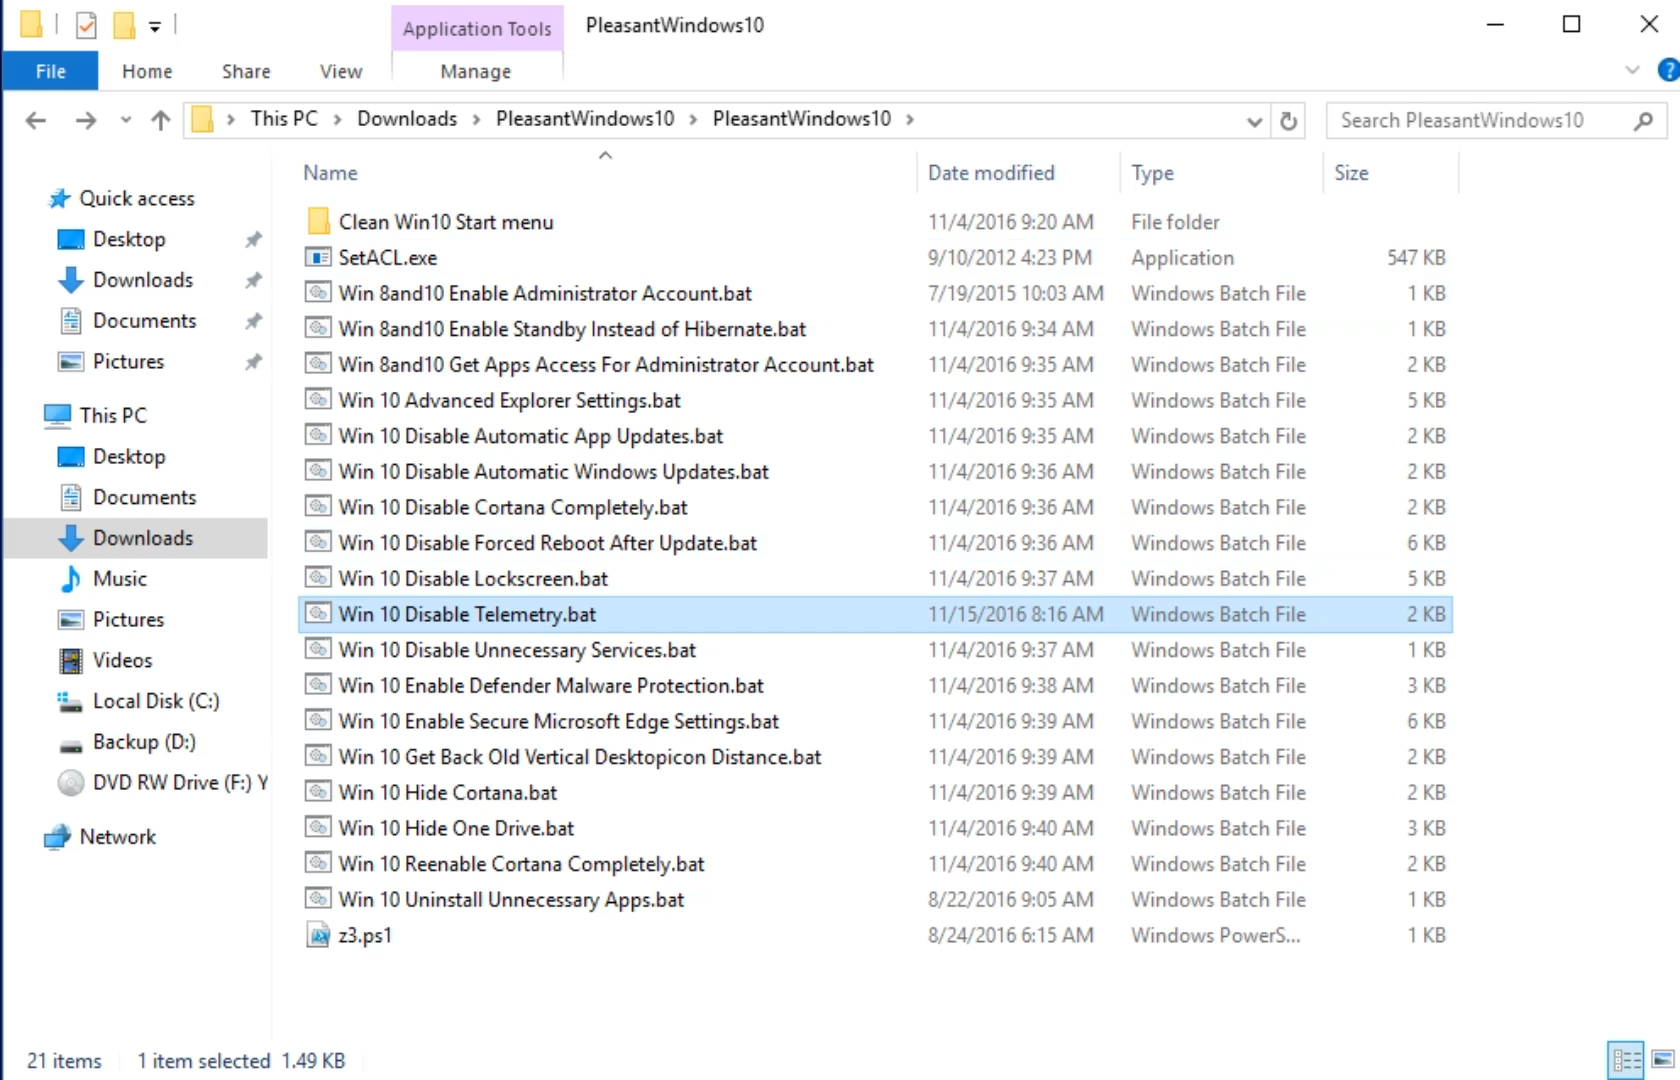 Application Tools PleasantWindows10
File Home Share View Manage
This PC Downloads PleasantWindows10 PleasantWindows10 Search PleasantWindows10
Name Date modified Type Size
Quick access
Desktop
Downloads
Documents
Pictures
This PC
Desktop
Documents
Downloads
Music
Pictures
Videos
Local Disk (C:)
Backup (D:)
DVD RW Drive (F:) Y
Network
Clean Win10 Start menu 11/4/2016 9:20 AM File folder
SetACL.exe 9/10/2012 4:23 PM Application 547 KB
Win 8and10 Enable Administrator Account.bat 7/19/2015 10:03 AM Windows Batch File 1 KB
Win 8and10 Enable Standby Instead of Hibernate.bat 11/4/2016 9:34 AM Windows Batch File 1 KB
Win 8and10 Get Apps Access For Administrator Account.bat 11/4/2016 9:35 AM Windows Batch File 2 KB
Win 10 Advanced Explorer Settings.bat 11/4/2016 9:35 AM Windows Batch File 5 KB
Win 10 Disable Automatic App Updates.bat 11/4/2016 9:35 AM Windows Batch File 2 KB
Win 10 Disable Automatic Windows Updates.bat 11/4/2016 9:36 AM Windows Batch File 2 KB
Win 10 Disable Cortana Completely.bat 11/4/2016 9:36 AM Windows Batch File 2 KB
Win 10 Disable Forced Reboot After Update.bat 11/4/2016 9:36 AM Windows Batch File 6 KB
Win 10 Disable Lockscreen.bat 11/4/2016 9:37 AM Windows Batch File 5 KB
Win 10 Disable Telemetry.bat 11/15/2016 8:16 AM Windows Batch File 2 KB
Win 10 Disable Unnecessary Services.bat 11/4/2016 9:37 AM Windows Batch File 1 KB
Win 10 Enable Defender Malware Protection.bat 11/4/2016 9:38 AM Windows Batch File 3 KB
Win 10 Enable Secure Microsoft Edge Settings.bat 11/4/2016 9:39 AM Windows Batch File 6 KB
Win 10 Get Back Old Vertical Desktopicon Distance.bat 11/4/2016 9:39 AM Windows Batch File 2 KB
Win 10 Hide Cortana.bat 11/4/2016 9:39 AM Windows Batch File 2 KB
Win 10 Hide One Drive.bat 11/4/2016 9:40 AM Windows Batch File 3 KB
Win 10 Reenable Cortana Completely.bat 11/4/2016 9:40 AM Windows Batch File 2 KB
Win 10 Uninstall Unnecessary Apps.bat 8/22/2016 9:05 AM Windows Batch File 1 KB
z3.ps1 8/24/2016 6:15 AM Windows PowerS... 1 KB
21 items 1 item selected 1.49 KB